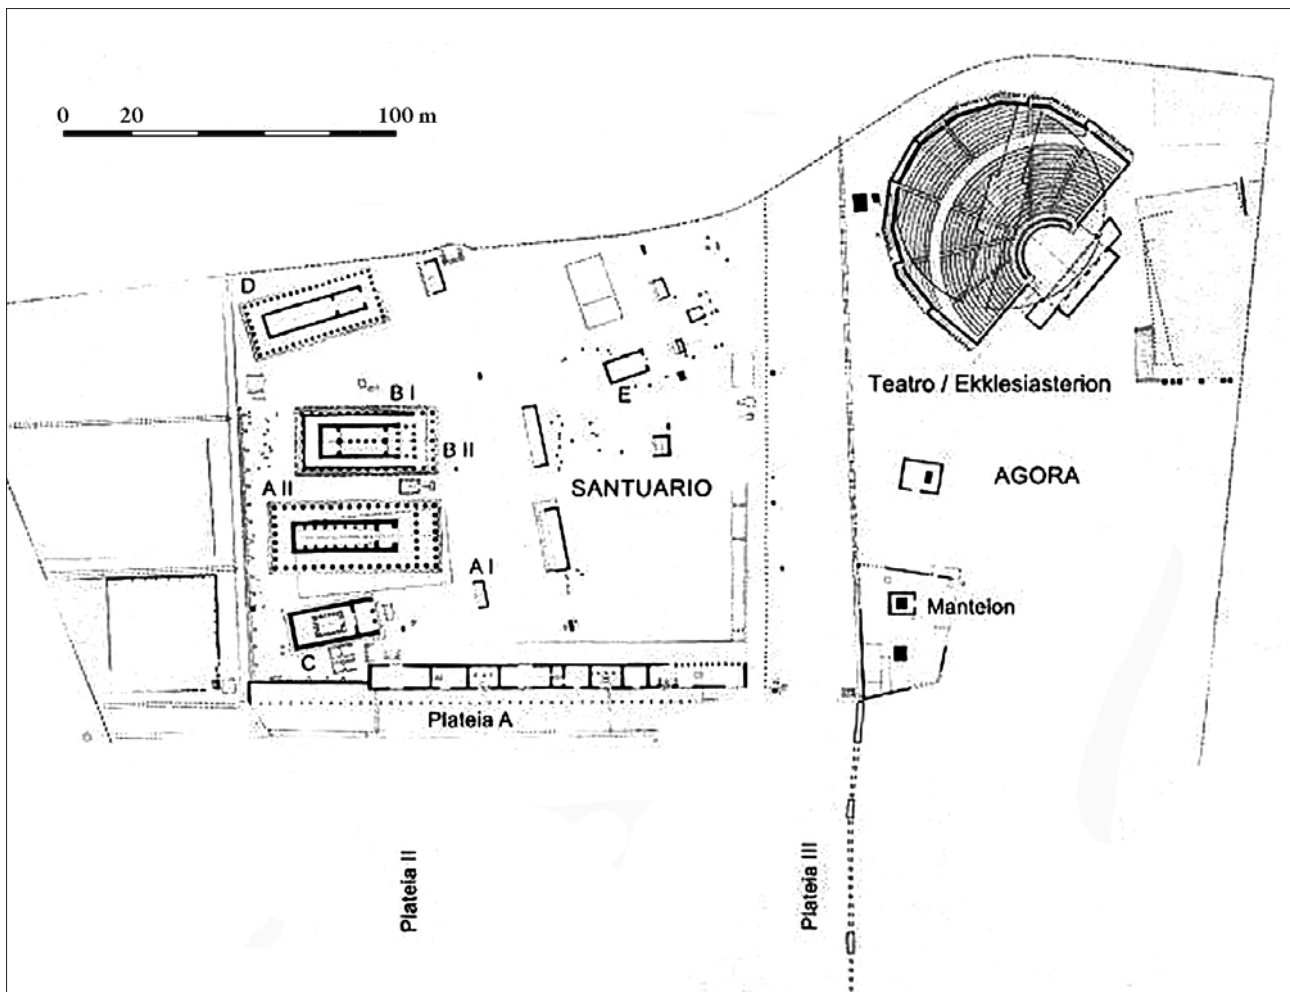 0 20 100 m
D
B I
E
Teatro / Ekklesiasterion
B II
AGORA
A II
SANTUARIO
A I
Manteion
C
Plateia A
Plateia II
Plateia III